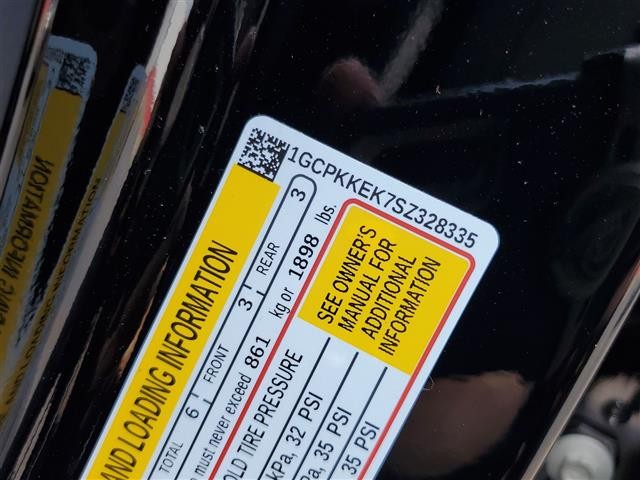 1GCPKKEK7SZ328335
AND LOADING INFORMATION
TOTAL 6 FRONT 3 REAR 3
must never exceed 861 kg or 1898 lbs.
OLD TIRE PRESSURE
SEE OWNER'S
MANUAL FOR
ADDITIONAL
INFORMATION
kPa, 32 PSI
Pa, 35 PSI
35 PSI